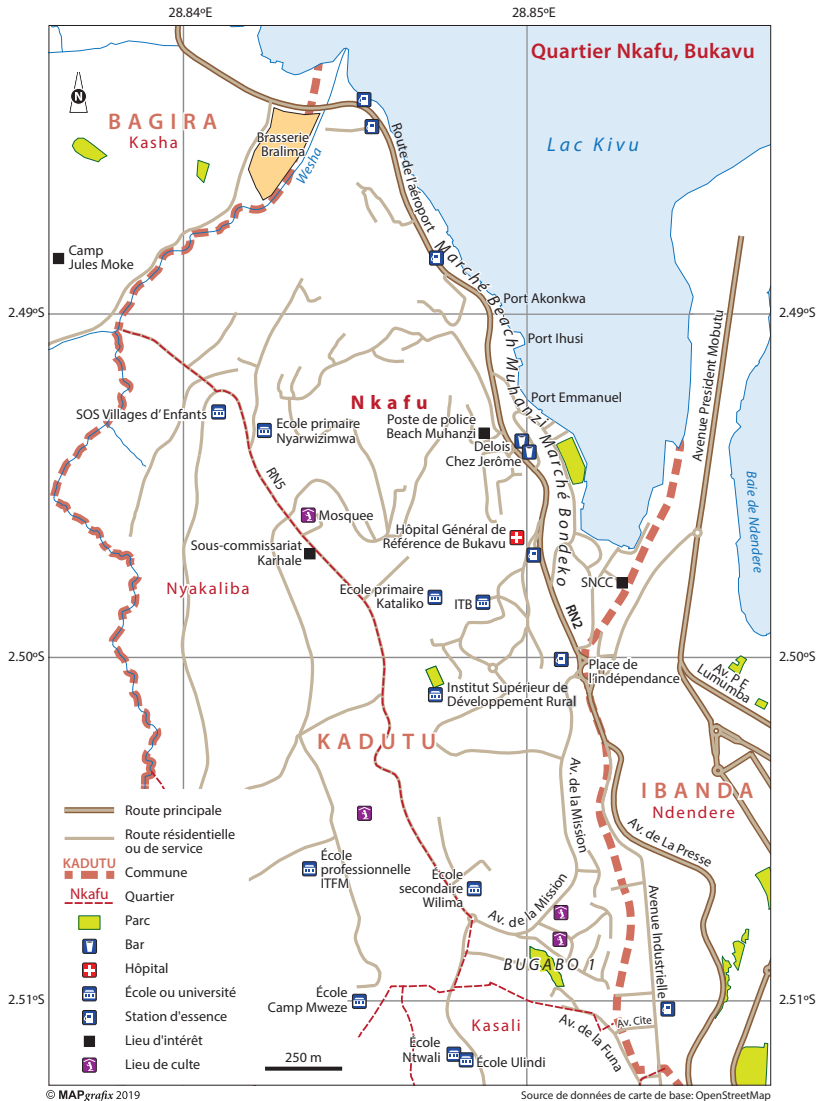 28.84ºE
28.85ºE
Quartier Nkafu, Bukavu
N
BAGIRA
Kasha
Brasserie
Bralima
Wesha
Route de l'aéroport
Lac Kivu
Camp
Jules Moke
Marché Beach Muhanzi
Marché Bondeko
2.49ºS
2.49ºS
Port Akonkwa
Port Ihusi
Avenue President Mobutu
Port Emmanuel
Nkafu
SOS Villages d'Enfants
Ecole primaire
Nyarwizimwa
Poste de police
Beach Muhanzi
Delois
Chez Jerôme
RN5
Baie de Ndendere
Mosquee
Hôpital Général de
Référence de Bukavu
Sous-commissariat
Karhale
SNCC
Nyakaliba
Ecole primaire
Kataliko
ITB
RN2
2.50ºS
2.50ºS
Place de
l'indépendance
Av. P E
Lumumba
Institut Supérieur de
Développement Rural
KADUTU
Av. de la Mission
IBANDA
Ndendere
Av. de La Presse
École
professionnelle
ITFM
École
secondaire
Wilima
Av. de la Mission
Avenue Industrielle
BUGABO 1
École
Camp Mweze
2.51ºS
Kasali
Av. de la Funa
Av. Cite
École
Ntwali
École Ulindi
Route principale
Route résidentielle
ou de service
KADUTU
Commune
Nkafu
Quartier
Parc
Bar
Hôpital
École ou université
Station d'essence
Lieu d'intérêt
Lieu de culte
250 m
2.51ºS
© MAPgrafix 2019
Source de données de carte de base: OpenStreetMap